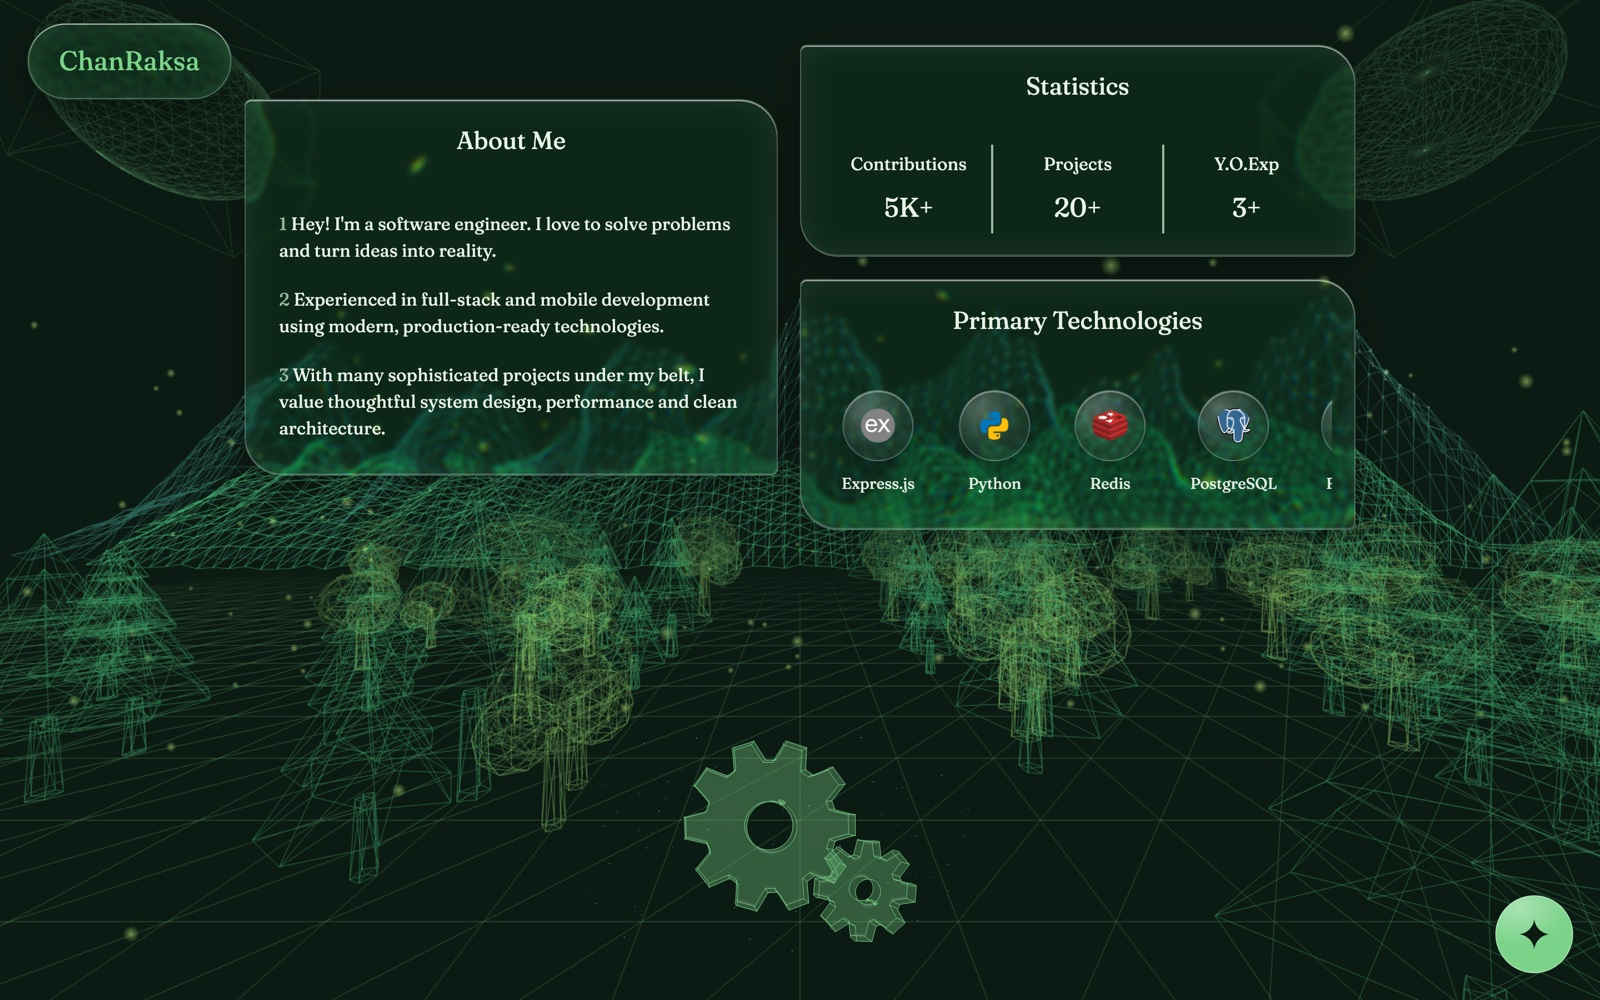 ChanRaksa
About Me
1 Hey! I'm a software engineer. I love to solve problems
and turn ideas into reality.
2 Experienced in full-stack and mobile development
using modern, production-ready technologies.
3 With many sophisticated projects under my belt, I
value thoughtful system design, performance and clean
architecture.
Statistics
Contributions
5K+
Projects
20+
Y.O.Exp
3+
Primary Technologies
ex
Express.js
Python
Redis
PostgreSQL